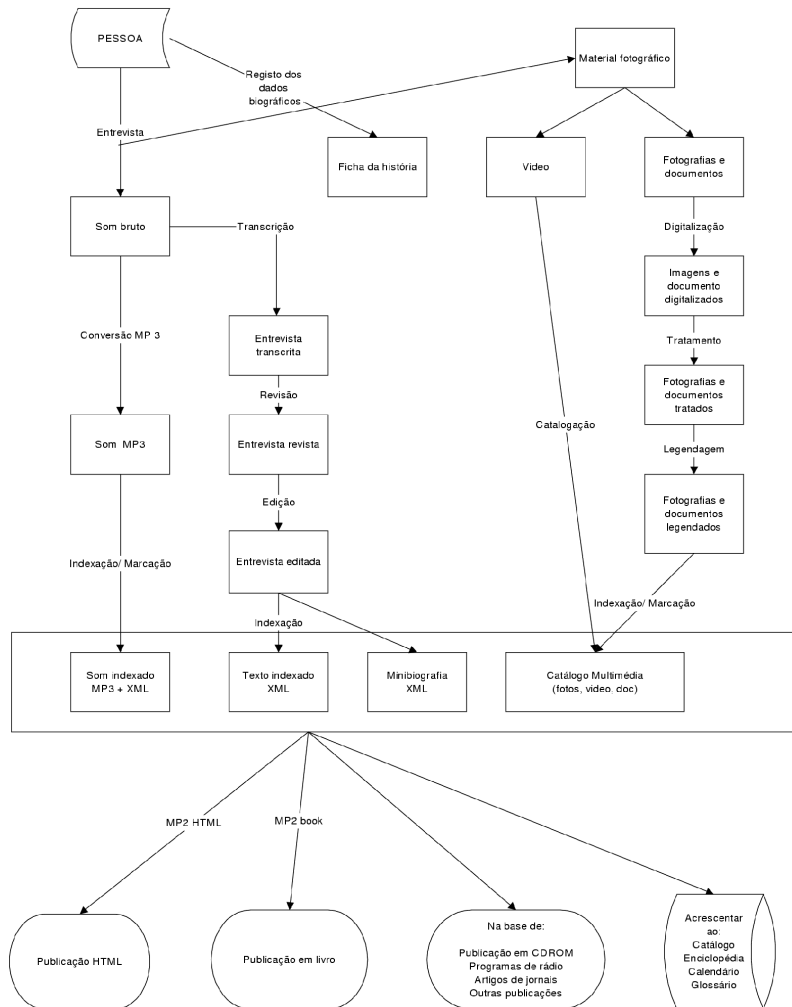 PESSOA
Material fotográfico
Registo dos
dados
biográficos
Entrevista
Ficha da história
Video
Fotografias e
documentos
Som bruto
Transcrição
Digitalização
Imagens e
documento
digitalizados
Entrevista
transcrita
Conversão MP 3
Tratamento
Revisão
Fotografias e
documentos
tratados
Som MP3
Entrevista revista
Catalogação
Legendagem
Edição
Fotografias e
documentos
legendados
Entrevista editada
Indexação/ Marcação
Indexação/ Marcação
Indexação
Som indexado
MP3 + XML
Texto indexado
XML
Minibiografia
XML
Catálogo Multimédia
(fotos, video, doc)
MP2 HTML
MP2 book
Publicação HTML
Publicação em livro
Na base de:
Publicação em CDROM
Programas de rádio
Artigos de jornais
Outras publicações
Acrescentar
ao:
Catálogo
Enciclopédia
Calendário
Glossário